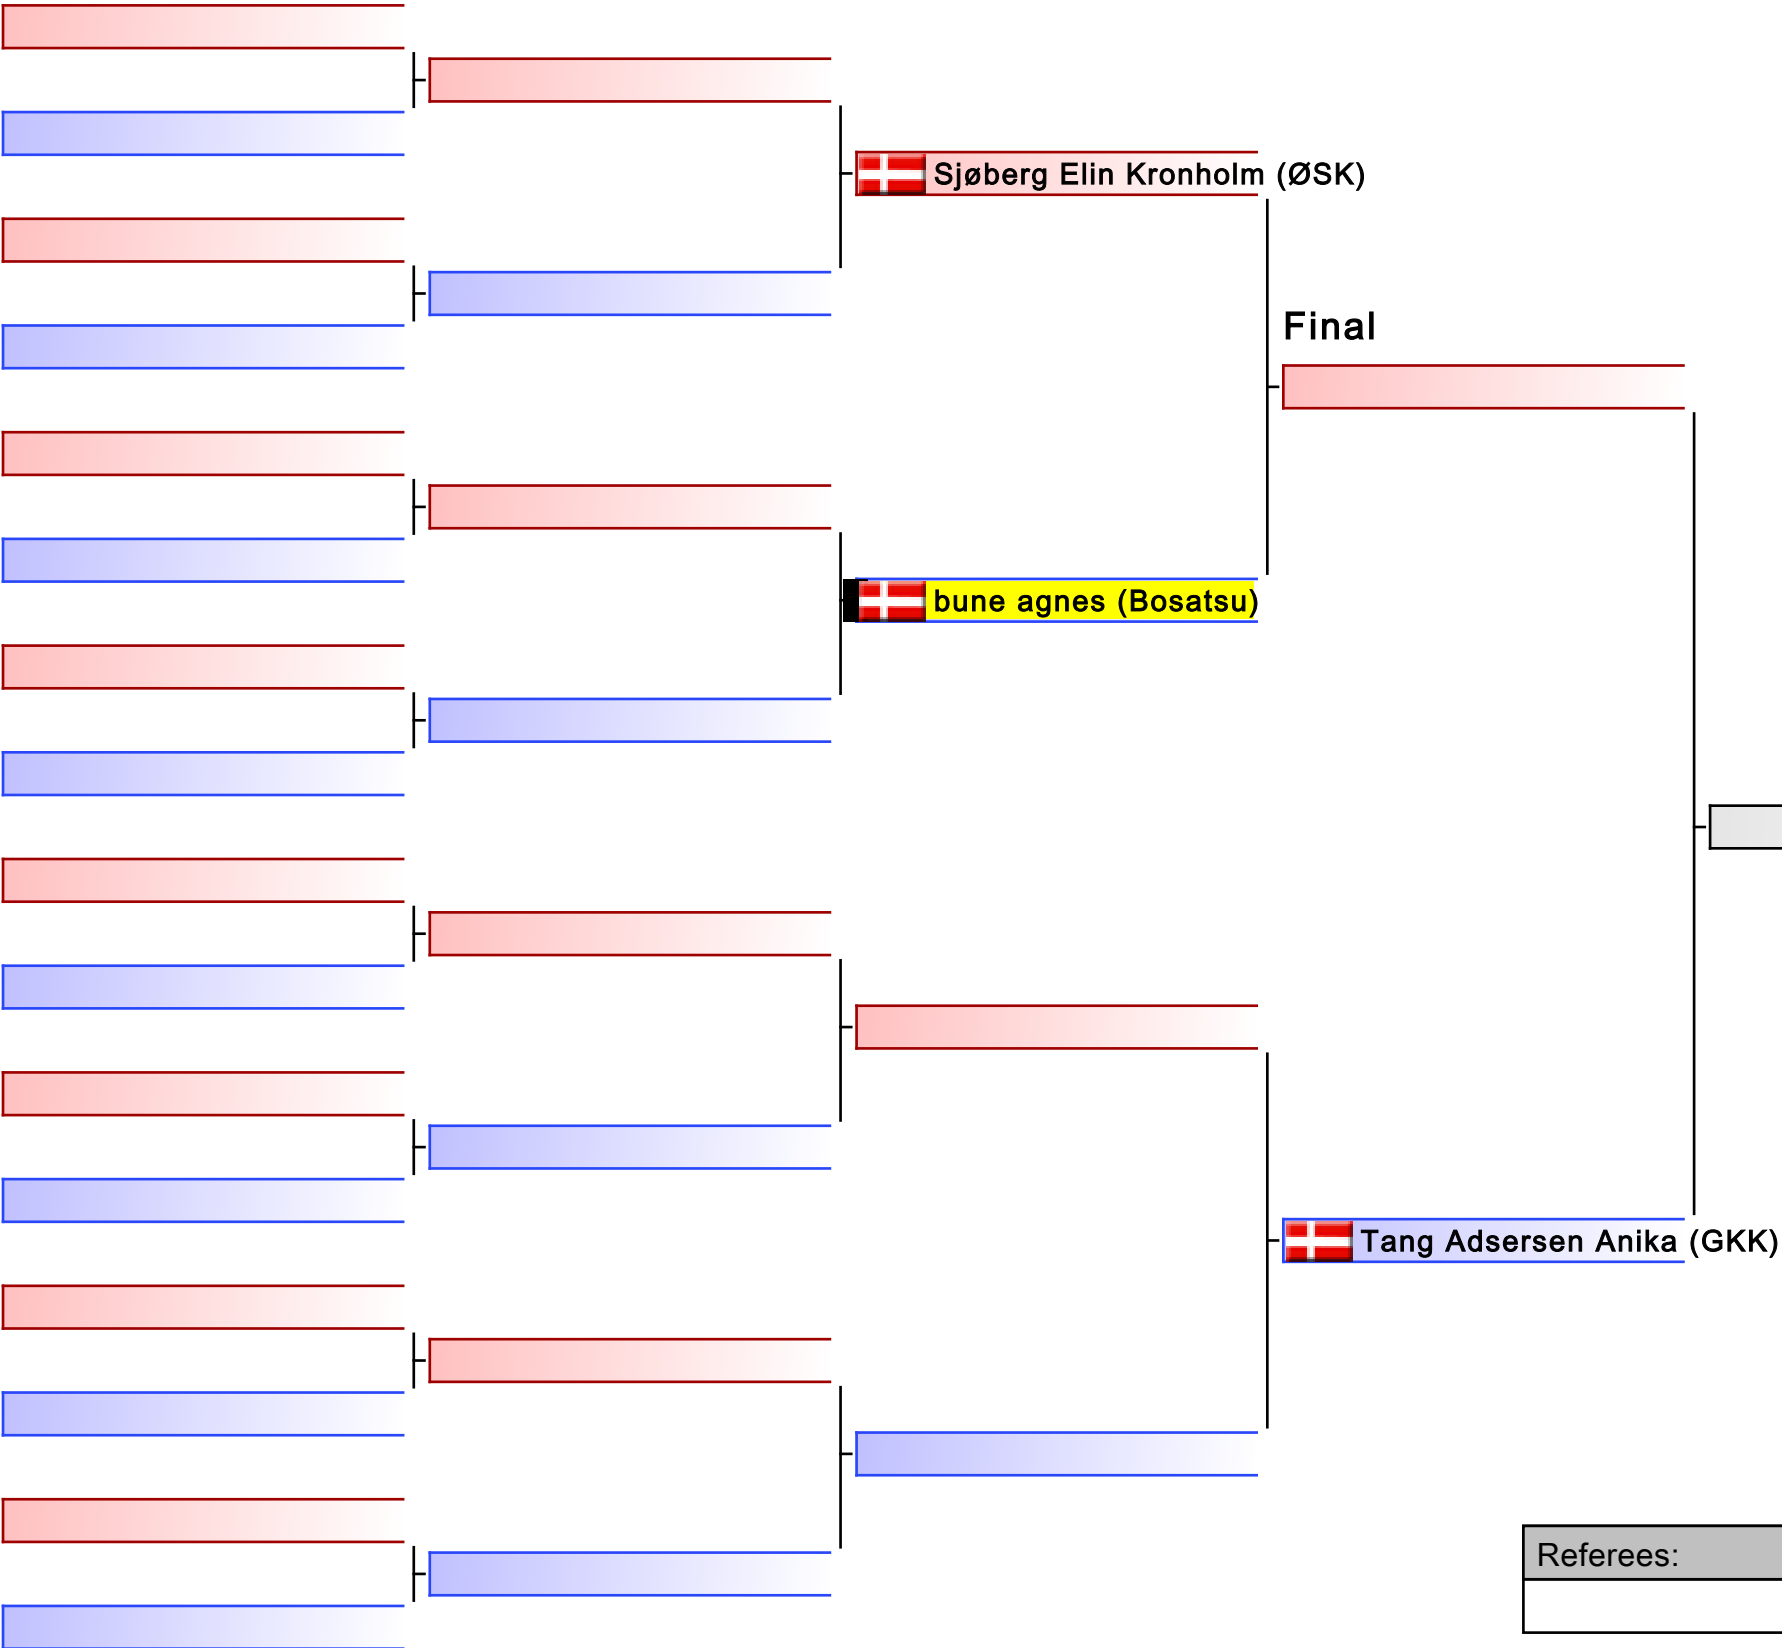 Sjøberg Elin Kronholm (ØSK)
Final
bune agnes (Bosatsu)
Tang Adsersen Anika (GKK)
Referees: